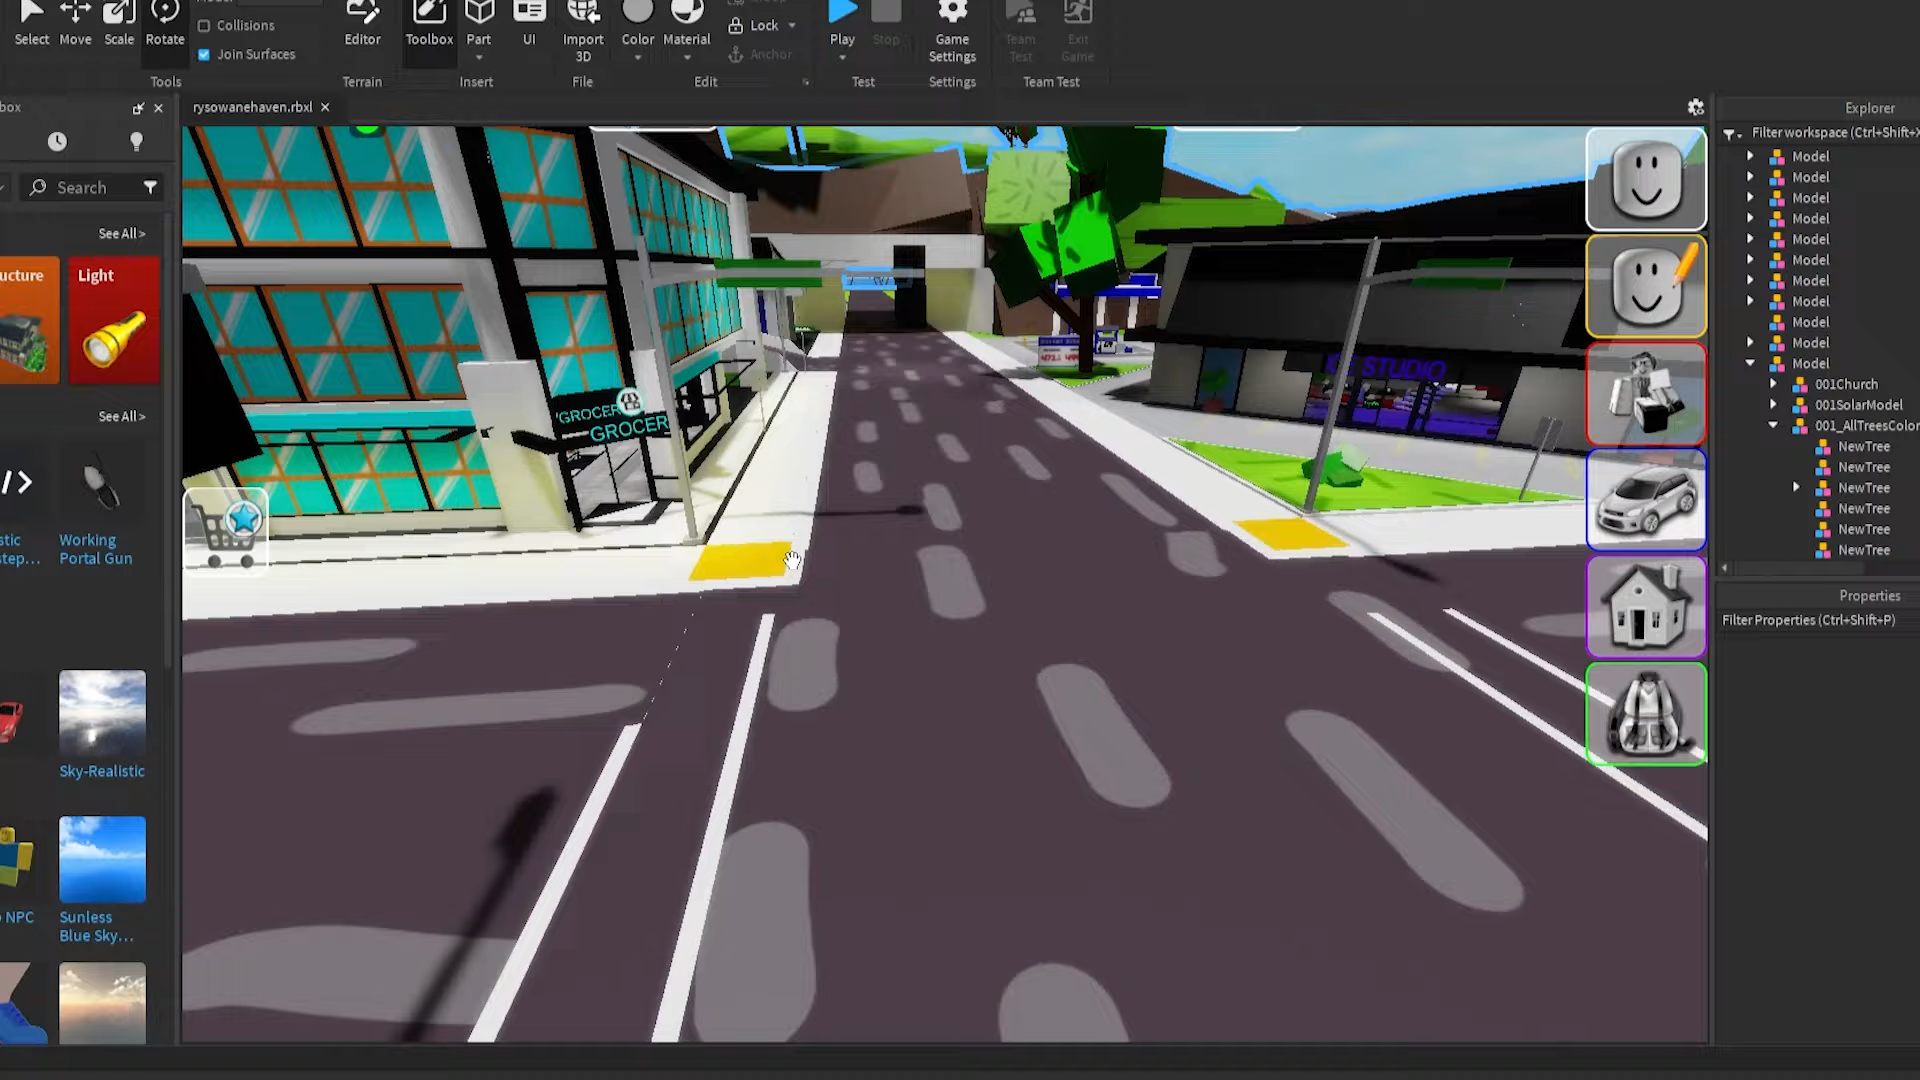 Select
Move
Scale
Rotate
Collisions
Join Surfaces
Tools
Editor
Terrain
Toolbox
Part
UI
Insert
Import
3D
File
Color
Material
Lock
Anchor
Edit
Play
Stop
Test
Game
Settings
Settings
Team
Test
Exit
Game
Team Test
box
rysowanehaven.rbxl
Explorer
Filter workspace (Ctrl+Shift+X
Search
See All>
ucture
Light
See All>
stic
step...
Working
Portal Gun
Sky-Realistic
NPC
Sunless
Blue Sky...
GROCER
GROCER
STUDIO
Model
Model
Model
Model
Model
Model
Model
Model
Model
Model
Model
001Church
001SolarModel
001_AllTreesColor
NewTree
NewTree
NewTree
NewTree
NewTree
NewTree
Properties
Filter Properties (Ctrl+Shift+P)